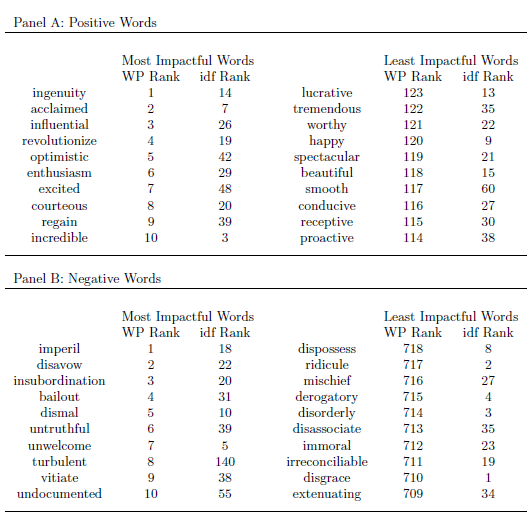 Panel A: Positive Words
Most Impactful Words Least Impactful Words
WP Rank idf Rank WP Rank idf Rank
ingenuity 1 14 lucrative 123 13
acclaimed 2 7 tremendous 122 35
influential 3 26 worthy 121 22
revolutionize 4 19 happy 120 9
optimistic 5 42 spectacular 119 21
enthusiasm 6 29 beautiful 118 15
excited 7 48 smooth 117 60
courteous 8 20 conducive 116 27
regain 9 39 receptive 115 30
incredible 10 3 proactive 114 38
Panel B: Negative Words
Most Impactful Words Least Impactful Words
WP Rank idf Rank WP Rank idf Rank
imperil 1 18 dispossess 718 8
disavow 2 22 ridicule 717 2
insubordination 3 20 mischief 716 27
bailout 4 31 derogatory 715 4
dismal 5 10 disorderly 714 3
untruthful 6 39 disassociate 713 35
unwelcome 7 5 immoral 712 23
turbulent 8 140 irreconciliable 711 19
vitiate 9 38 disgrace 710 1
undocumented 10 55 extenuating 709 34